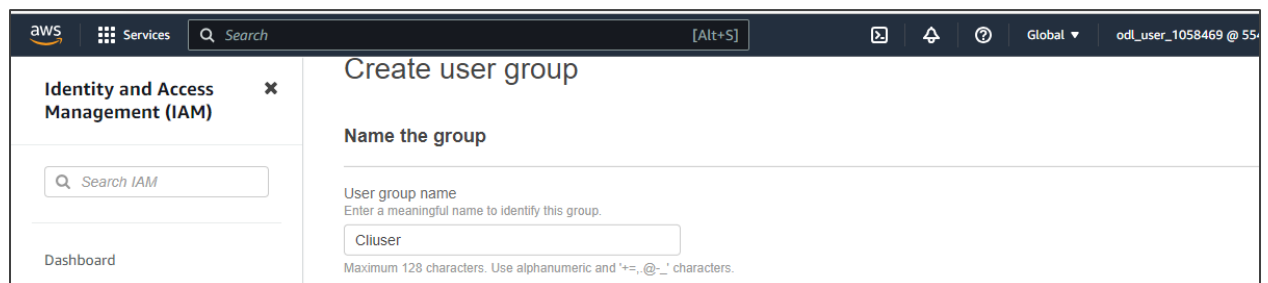 aws
Services
Search
[Alt+S]
Global
odl_user_1058469 @ 554
Identity and Access
Management (IAM)
Search IAM
Dashboard
Create user group
Name the group
User group name
Enter a meaningful name to identify this group.
Cliuser
Maximum 128 characters. Use alphanumeric and '+=,.@-_' characters.